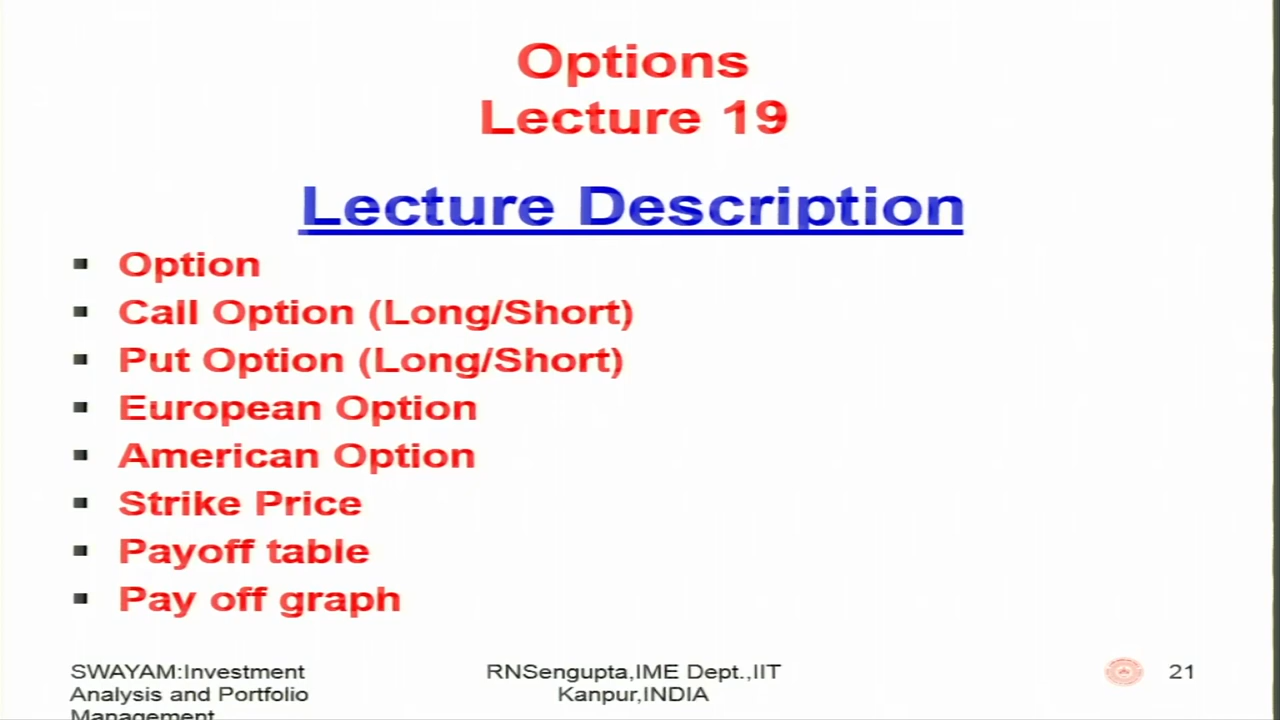 Options
Lecture 19
Lecture Description
▪ Option
▪ Call Option (Long/Short)
▪ Put Option (Long/Short)
▪ European Option
▪ American Option
▪ Strike Price
▪ Payoff table
▪ Pay off graph
SWAYAM:Investment
Analysis and Portfolio
Management
RNSengupta,IME Dept.,IIT
Kanpur,INDIA
21